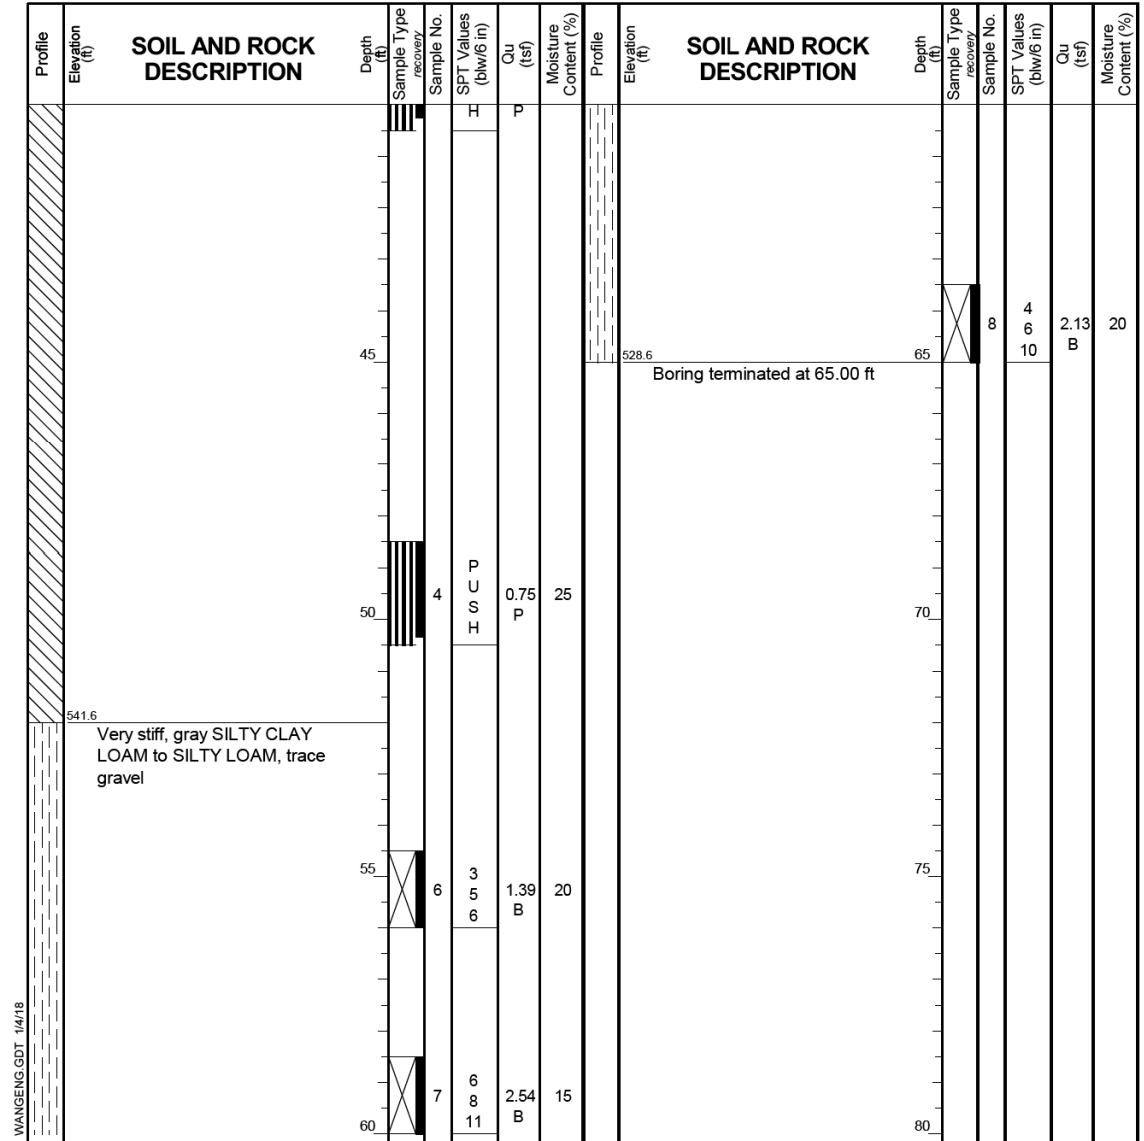 Profile
Elevation
(ft)
SOIL AND ROCK
DESCRIPTION
Depth
(ft)
Sample Type
recovery
Sample No.
SPT Values
(blw/6 in)
Qu
(tsf)
Moisture
Content (%)
H
P
45
P
U
S
H
4
0.75
P
25
50
541.6
Very stiff, gray SILTY CLAY
LOAM to SILTY LOAM, trace
gravel
55
6
3
5
6
1.39
B
20
7
6
8
11
2.54
B
15
60
Profile
Elevation
(ft)
SOIL AND ROCK
DESCRIPTION
Depth
(ft)
Sample Type
recovery
Sample No.
SPT Values
(blw/6 in)
Qu
(tsf)
Moisture
Content (%)
8
4
6
10
2.13
B
20
528.6
65
Boring terminated at 65.00 ft
70
75
80
WANGENG.GDT 1/4/18